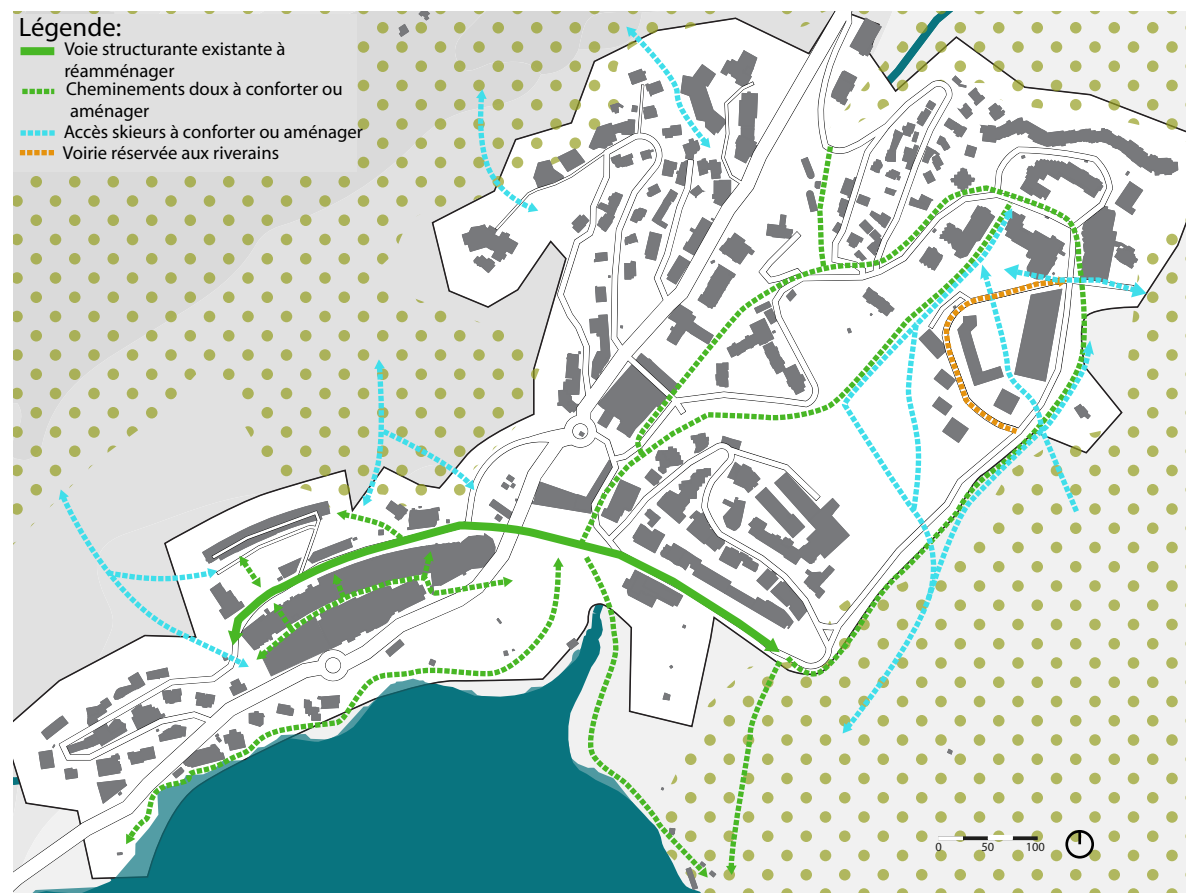 Légende:
Voie structurante existante à
réamménager
Cheminements doux à conforter ou
aménager
Accès skieurs à conforter ou aménager
Voirie réservée aux riverains
0 50 100